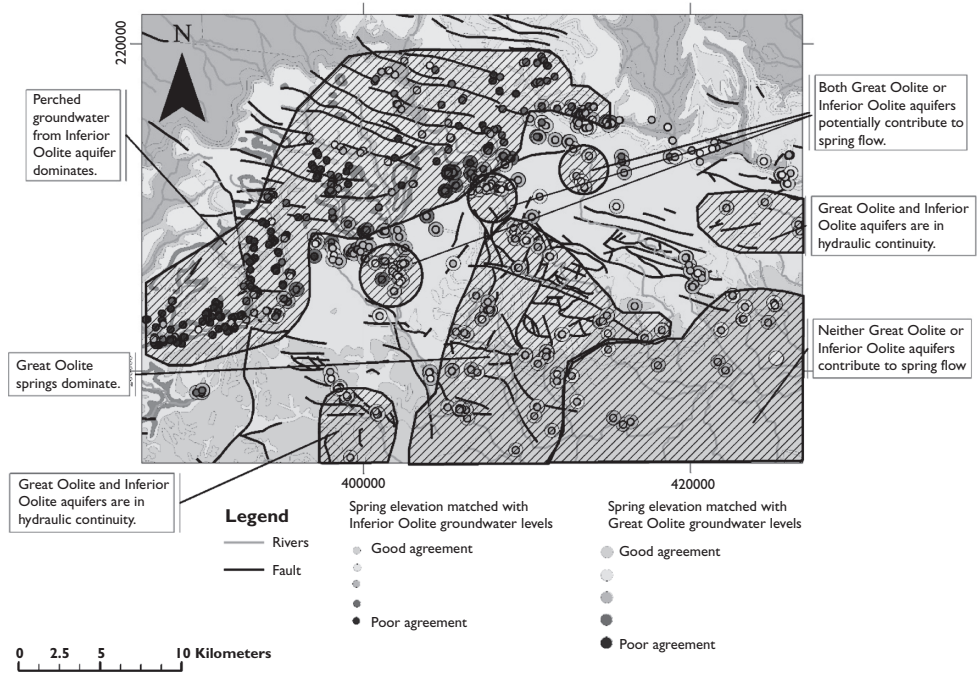 220000
N
Perched
groundwater
from Inferior
Oolite aquifer
dominates.
Both Great Oolite or
Inferior Oolite aquifers
potentially contribute to
spring flow.
Great Oolite and Inferior
Oolite aquifers are in
hydraulic continuity.
Neither Great Oolite or
Inferior Oolite aquifers
contribute to spring flow
Great Oolite
springs dominate.
Great Oolite and Inferior
Oolite aquifers are in
hydraulic continuity.
400000
420000
Legend
Rivers
Fault
Spring elevation matched with
Inferior Oolite groundwater levels
Good agreement
Poor agreement
Spring elevation matched with
Great Oolite groundwater levels
Good agreement
Poor agreement
0 2.5 5 10 Kilometers